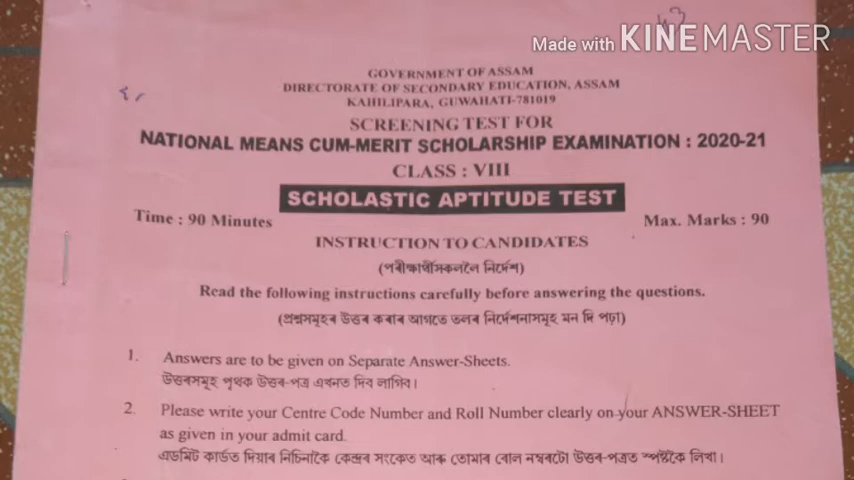 Made with KINEMASTER
GOVERNMENT OF ASSAM
DIRECTORATE OF SECONDARY EDUCATION, ASSAM
KAHILIPARA, GUWAHATI-781019
SCREENING TEST FOR
NATIONAL MEANS CUM-MERIT SCHOLARSHIP EXAMINATION : 2020-21
CLASS : VIII
SCHOLASTIC APTITUDE TEST
Time : 90 Minutes Max. Marks : 90
INSTRUCTION TO CANDIDATES
(পৰীক্ষাৰ্থীসকললৈ নিৰ্দেশ)
Read the following instructions carefully before answering the questions.
(প্ৰশ্নসমূহৰ উত্তৰ কৰাৰ আগতে তলৰ নিৰ্দেশনাসমূহ মন দি পঢ়া)
1. Answers are to be given on Separate Answer-Sheets.
উত্তৰসমূহ পৃথক উত্তৰ-পত্ৰ এখনত দিব লাগিব।
2. Please write your Centre Code Number and Roll Number clearly on your ANSWER-SHEET
as given in your admit card.
এডমিট কাৰ্ডত দিয়াৰ নিচিনাকৈ কেন্দ্ৰৰ সংকেত আৰু তোমাৰ ৰোল নম্বৰটো উত্তৰ-পত্ৰত স্পষ্টকৈ লিখা।